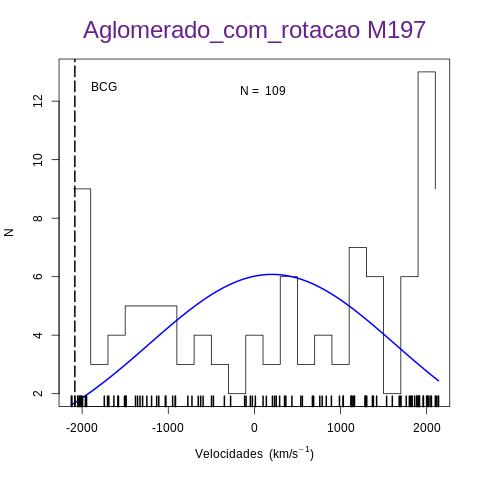 Aglomerado_com_rotacao M197
BCG
N = 109
12
10
8
6
4
2
N
-2000 -1000 0 1000 2000
Velocidades (km/s⁻¹)